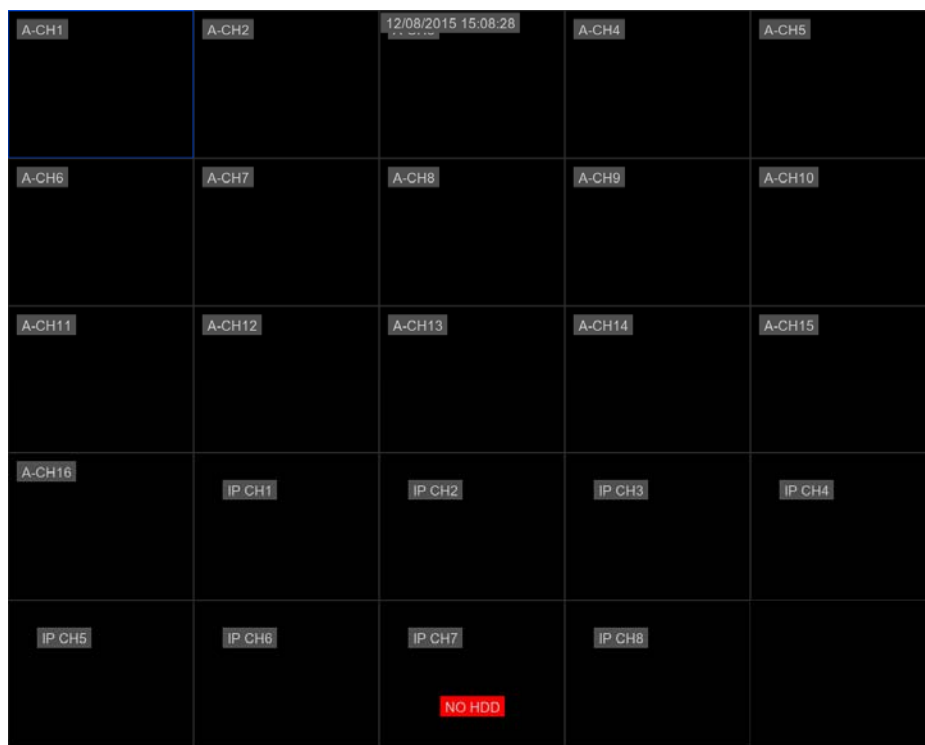 A-CH1
A-CH2
12/08/2015 15:08:28
A-CH4
A-CH5
A-CH6
A-CH7
A-CH8
A-CH9
A-CH10
A-CH11
A-CH12
A-CH13
A-CH14
A-CH15
A-CH16
IP CH1
IP CH2
IP CH3
IP CH4
IP CH5
IP CH6
IP CH7
IP CH8
NO HDD